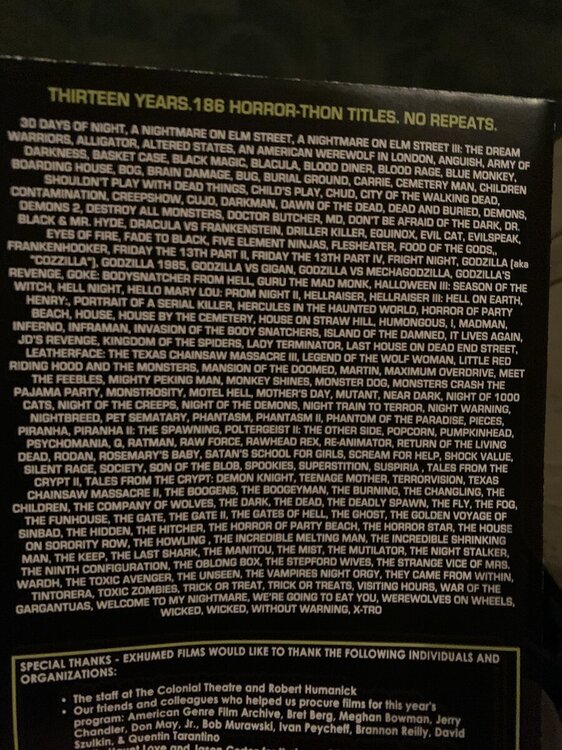 THIRTEEN YEARS.186 HORROR-THON TITLES. NO REPEATS.
30 DAYS OF NIGHT, A NIGHTMARE ON ELM STREET, A NIGHTMARE ON ELM STREET III: THE DREAM
WARRIORS, ALLIGATOR, ALTERED STATES, AN AMERICAN WEREWOLF IN LONDON, ANGUISH, ARMY OF
DARKNESS, BASKET CASE, BLACK MAGIC, BLACULA, BLOOD DINER, BLOOD RAGE, BLUE MONKEY,
BOARDING HOUSE, BOG, BRAIN DAMAGE, BUG, BURIAL GROUND, CARRIE, CEMETERY MAN, CHILDREN
SHOULDN'T PLAY WITH DEAD THINGS, CHILD'S PLAY, CHUD, CITY OF THE WALKING DEAD,
CONTAMINATION, CREEPSHOW, CUJO, DARKMAN, DAWN OF THE DEAD, DEAD AND BURIED, DEMONS,
DEMONS 2, DESTROY ALL MONSTERS, DOCTOR BUTCHER, MD, DON'T BE AFRAID OF THE DARK, DR.
BLACK & MR. HYDE, DRACULA VS FRANKENSTEIN, DRILLER KILLER, EQUINOX, EVIL CAT, EVILSPEAK,
EYES OF FIRE, FADE TO BLACK, FIVE ELEMENT NINJAS, FLESHEATER, FOOD OF THE GODS,,
FRANKENHOOKER, FRIDAY THE 13TH PART II, FRIDAY THE 13TH PART IV, FRIGHT NIGHT, GODZILLA (aka
"COZZILLA"), GODZILLA 1985, GODZILLA VS GIGAN, GODZILLA VS MECHAGODZILLA, GODZILLA'S
REVENGE, GOKE: BODYSNATCHER FROM HELL, GURU THE MAD MONK, HALLOWEEN III: SEASON OF THE
WITCH, HELL NIGHT, HELLO MARY LOU: PROM NIGHT II, HELLRAISER, HELLRAISER III: HELL ON EARTH,
HENRY:, PORTRAIT OF A SERIAL KILLER, HERCULES IN THE HAUNTED WORLD, HORROR OF PARTY
BEACH, HOUSE, HOUSE BY THE CEMETERY, HOUSE ON STRAW HILL, HUMONGOUS, I, MADMAN,
INFERNO, INFRAMAN, INVASION OF THE BODY SNATCHERS, ISLAND OF THE DAMNED, IT LIVES AGAIN,
JD'S REVENGE, KINGDOM OF THE SPIDERS, LADY TERMINATOR, LAST HOUSE ON DEAD END STREET,
LEATHERFACE: THE TEXAS CHAINSAW MASSACRE III, LEGEND OF THE WOLF WOMAN, LITTLE RED
RIDING HOOD AND THE MONSTERS, MANSION OF THE DOOMED, MARTIN, MAXIMUM OVERDRIVE, MEET
THE FEEBLES, MIGHTY PEKING MAN, MONKEY SHINES, MONSTER DOG, MONSTERS CRASH THE
PAJAMA PARTY, MONSTROSITY, MOTEL HELL, MOTHER'S DAY, MUTANT, NEAR DARK, NIGHT OF 1000
CATS, NIGHT OF THE CREEPS, NIGHT OF THE DEMONS, NIGHT TRAIN TO TERROR, NIGHT WARNING,
NIGHTBREED, PET SEMATARY, PHANTASM, PHANTASM II, PHANTOM OF THE PARADISE, PIECES,
PIRANHA, PIRANHA II: THE SPAWNING, POLTERGEIST II: THE OTHER SIDE, POPCORN, PUMPKINHEAD,
PSYCHOMANIA, Q, RATMAN, RAW FORCE, RAWHEAD REX, RE-ANIMATOR, RETURN OF THE LIVING
DEAD, RODAN, ROSEMARY'S BABY, SATAN'S SCHOOL FOR GIRLS, SCREAM FOR HELP, SHOCK VALUE,
SILENT RAGE, SOCIETY, SON OF THE BLOB, SPOOKIES, SUPERSTITION, SUSPIRIA , TALES FROM THE
CRYPT II, TALES FROM THE CRYPT: DEMON KNIGHT, TEENAGE MOTHER, TERRORVISION, TEXAS
CHAINSAW MASSACRE II, THE BOOGENS, THE BOOGEYMAN, THE BURNING, THE CHANGLING, THE
CHILDREN, THE COMPANY OF WOLVES, THE DARK, THE DEAD, THE DEADLY SPAWN, THE FLY, THE FOG,
THE FUNHOUSE, THE GATE, THE GATE II, THE GATES OF HELL, THE GHOST, THE GOLDEN VOYAGE OF
SINBAD, THE HIDDEN, THE HITCHER, THE HORROR OF PARTY BEACH, THE HORROR STAR, THE HOUSE
ON SORORITY ROW, THE HOWLING , THE INCREDIBLE MELTING MAN, THE INCREDIBLE SHRINKING
MAN, THE KEEP, THE LAST SHARK, THE MANITOU, THE MIST, THE MUTILATOR, THE NIGHT STALKER,
THE NINTH CONFIGURATION, THE OBLONG BOX, THE STEPFORD WIVES, THE STRANGE VICE OF MRS.
WARDH, THE TOXIC AVENGER, THE UNSEEN, THE VAMPIRES NIGHT ORGY, THEY CAME FROM WITHIN,
TINTORERA, TOXIC ZOMBIES, TRICK OR TREAT, TRICK OR TREATS, VISITING HOURS, WAR OF THE
GARGANTUAS, WELCOME TO MY NIGHTMARE, WE'RE GOING TO EAT YOU, WEREWOLVES ON WHEELS,
WICKED, WICKED, WITHOUT WARNING, X-TRO
SPECIAL THANKS - EXHUMED FILMS WOULD LIKE TO THANK THE FOLLOWING INDIVIDUALS AND
ORGANIZATIONS:
• The staff at The Colonial Theatre and Robert Humanick
• Our friends and colleagues who helped us procure films for this year's
program: American Genre Film Archive, Bret Berg, Meghan Bowman, Jerry
Chandler, Don May, Jr., Bob Murawski, Ivan Peycheff, Brannon Reilly, David
Szulkin, & Quentin Tarantino